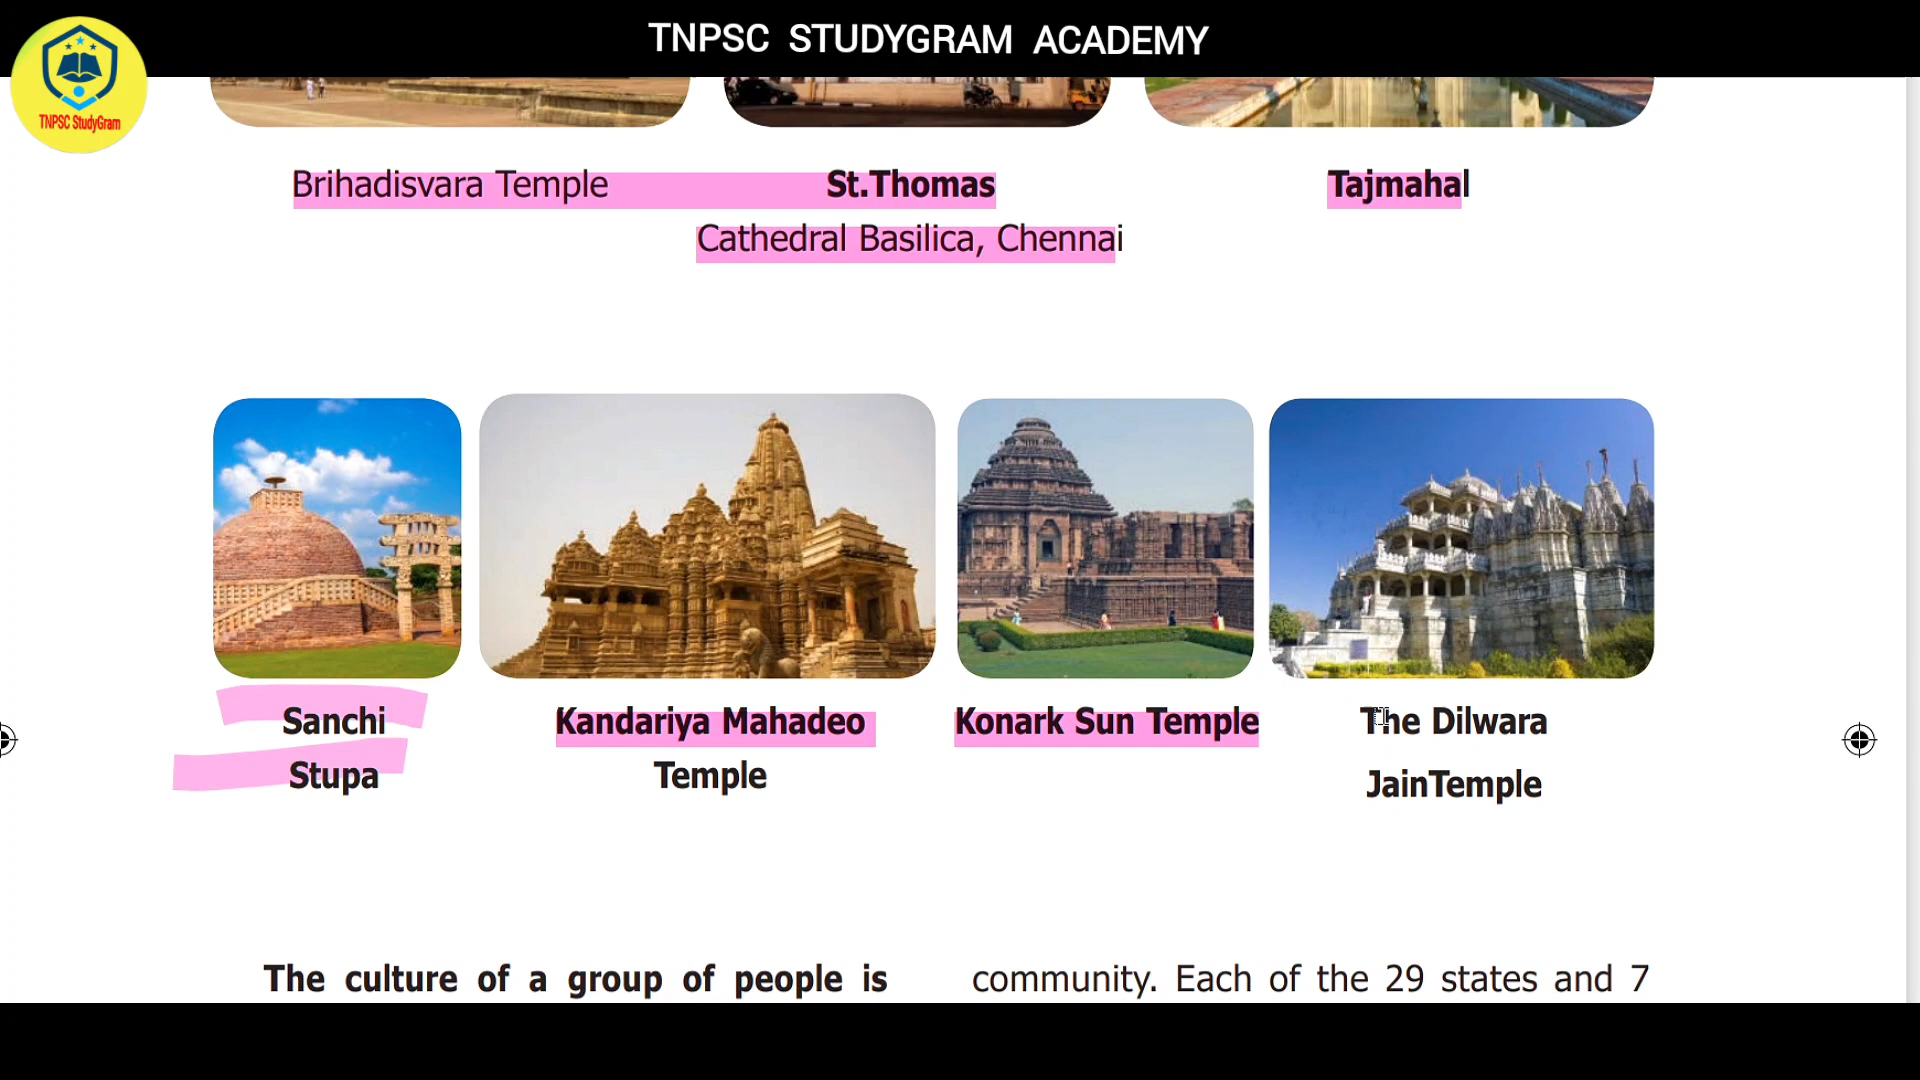 TNPSC STUDYGRAM ACADEMY
TNPSC StudyGram
Brihadisvara Temple
St.Thomas
Cathedral Basilica, Chennai
Tajmahal
Sanchi
Stupa
Kandariya Mahadeo
Temple
Konark Sun Temple
The Dilwara
JainTemple
The culture of a group of people is
community. Each of the 29 states and 7